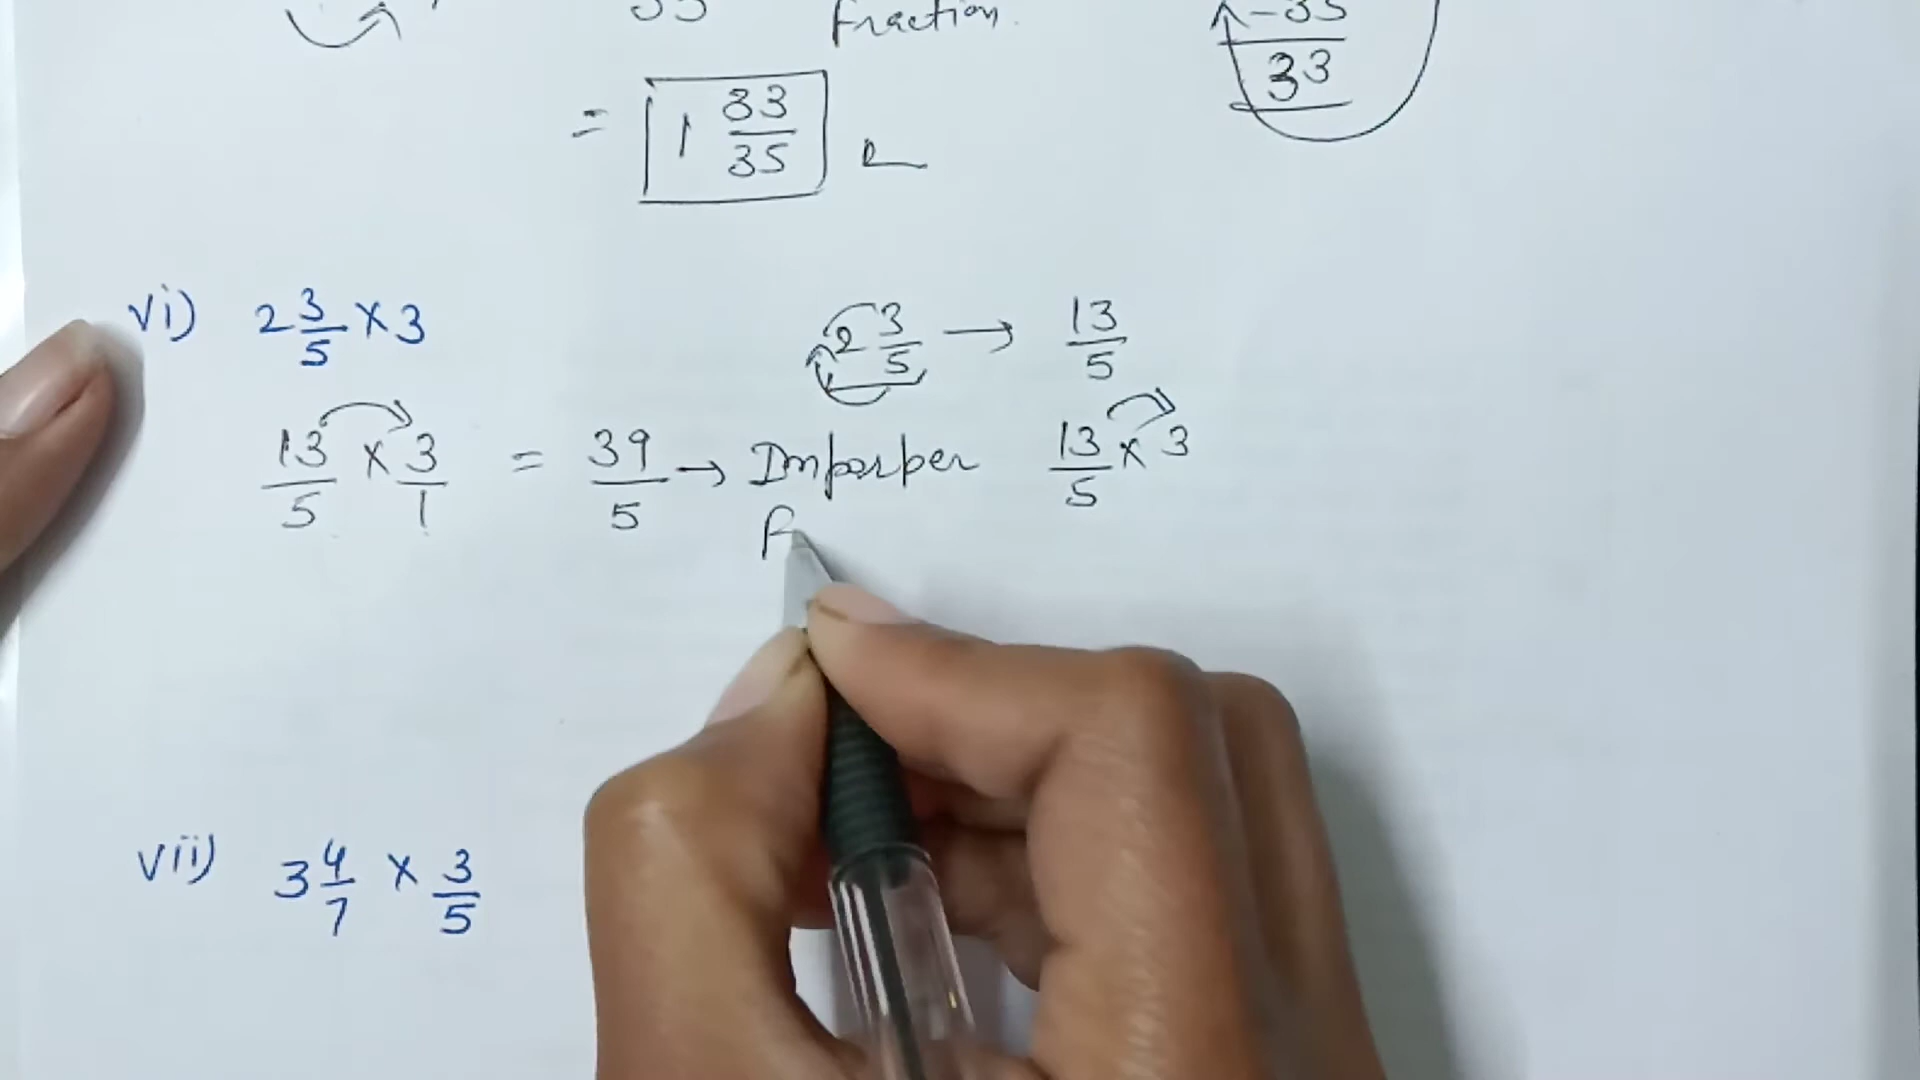 35 Fraction. -35
33
= 1 33/35
vi) 2 3/5 × 3 2 3/5 → 13/5
13/5 × 3/1 = 39/5 → Imporper 13/5 × 3
vii) 3 4/7 × 3/5